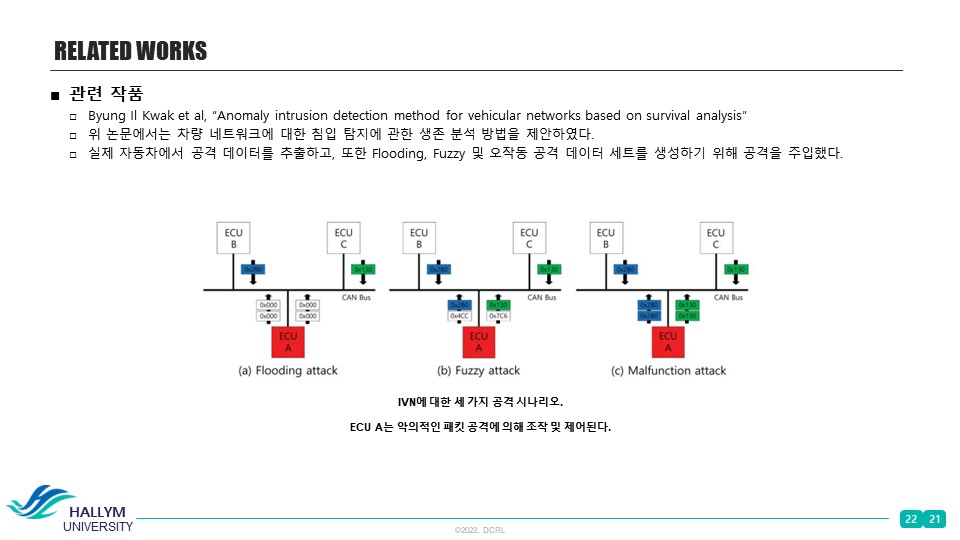 RELATED WORKS
■ 관련 작품
□ Byung Il Kwak et al, "Anomaly intrusion detection method for vehicular networks based on survival analysis"
□ 위 논문에서는 차량 네트워크에 대한 침입 탐지에 관한 생존 분석 방법을 제안하였다.
□ 실제 자동차에서 공격 데이터를 추출하고, 또한 Flooding, Fuzzy 및 오작동 공격 데이터 세트를 생성하기 위해 공격을 주입했다.
ECU B
ECU C
0x2B0
0x130
CAN Bus
0x000 0x000
0x000 0x000
ECU A
(a) Flooding attack
ECU B
ECU C
0x2B0
0x130
CAN Bus
0x2B0 0x130
0x4CC 0x7C6
ECU A
(b) Fuzzy attack
ECU B
ECU C
0x2B0
0x130
CAN Bus
0x2B0 0x130
0x2B0 0x130
ECU A
(c) Malfunction attack
IVN에 대한 세 가지 공격 시나리오.
ECU A는 악의적인 패킷 공격에 의해 조작 및 제어된다.
HALLYM
UNIVERSITY
©2022, DCRL
22 21